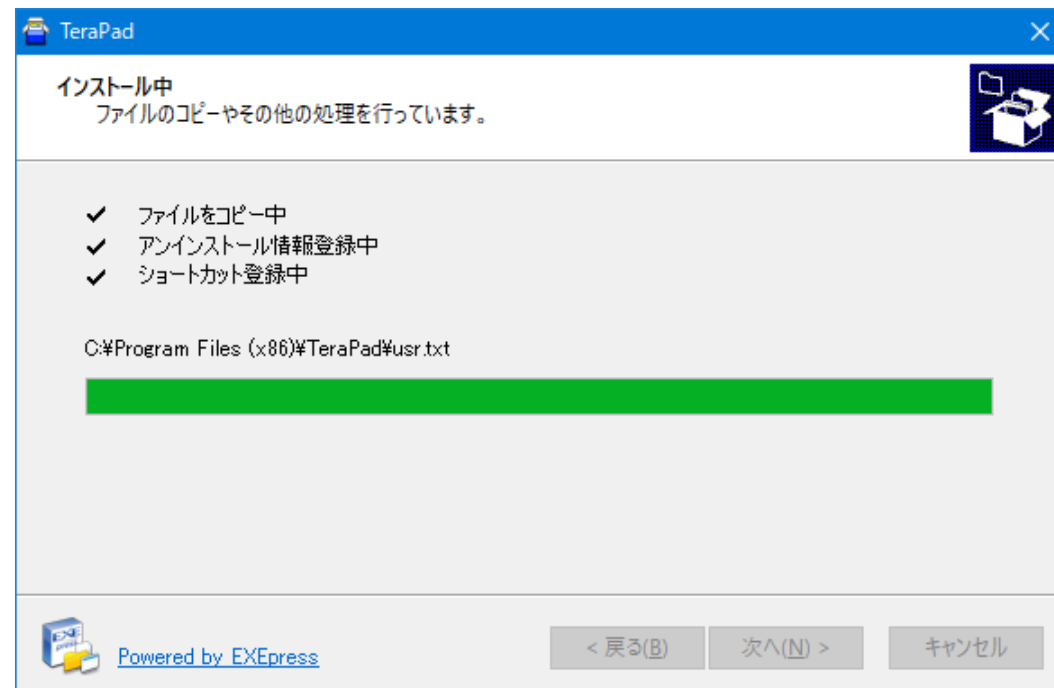 TeraPad
インストール中
ファイルのコピーやその他の処理を行っています。
✓ ファイルをコピー中
✓ アンインストール情報登録中
✓ ショートカット登録中
C:¥Program Files (x86)¥TeraPad¥usr.txt
Powered by EXEpress
< 戻る(B)
次へ(N) >
キャンセル